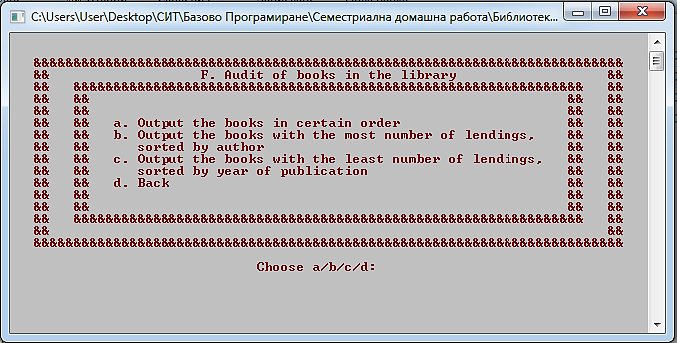 C:\Users\User\Desktop\СИТ\Базово Програмиране\Семестриална домашна работа\Библиотек...
&&&&&&&&&&&&&&&&&&&&&&&&&&&&&&&&&&&&&&&&&&&&&&&&&&&&&&&&&&&&&&&&&&&&&&&&&&
&& F. Audit of books in the library &&
&& &&&&&&&&&&&&&&&&&&&&&&&&&&&&&&&&&&&&&&&&&&&&&&&&&&&&&&&&&&&&&&&& &&
&& && && &&
&& && && &&
&& && a. Output the books in certain order && &&
&& && b. Output the books with the most number of lendings, && &&
&& && sorted by author && &&
&& && c. Output the books with the least number of lendings, && &&
&& && sorted by year of publication && &&
&& && d. Back && &&
&& && && &&
&& && && &&
&& &&&&&&&&&&&&&&&&&&&&&&&&&&&&&&&&&&&&&&&&&&&&&&&&&&&&&&&&&&&&&&&& &&
&& &&
&&&&&&&&&&&&&&&&&&&&&&&&&&&&&&&&&&&&&&&&&&&&&&&&&&&&&&&&&&&&&&&&&&&&&&&&&&
Choose a/b/c/d: